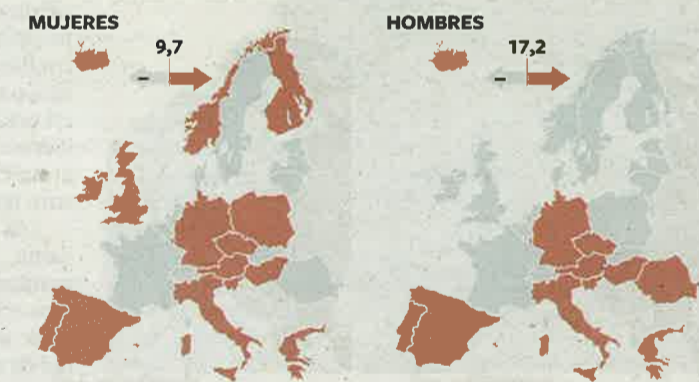 MUJERES
9,7
–
HOMBRES
17,2
–